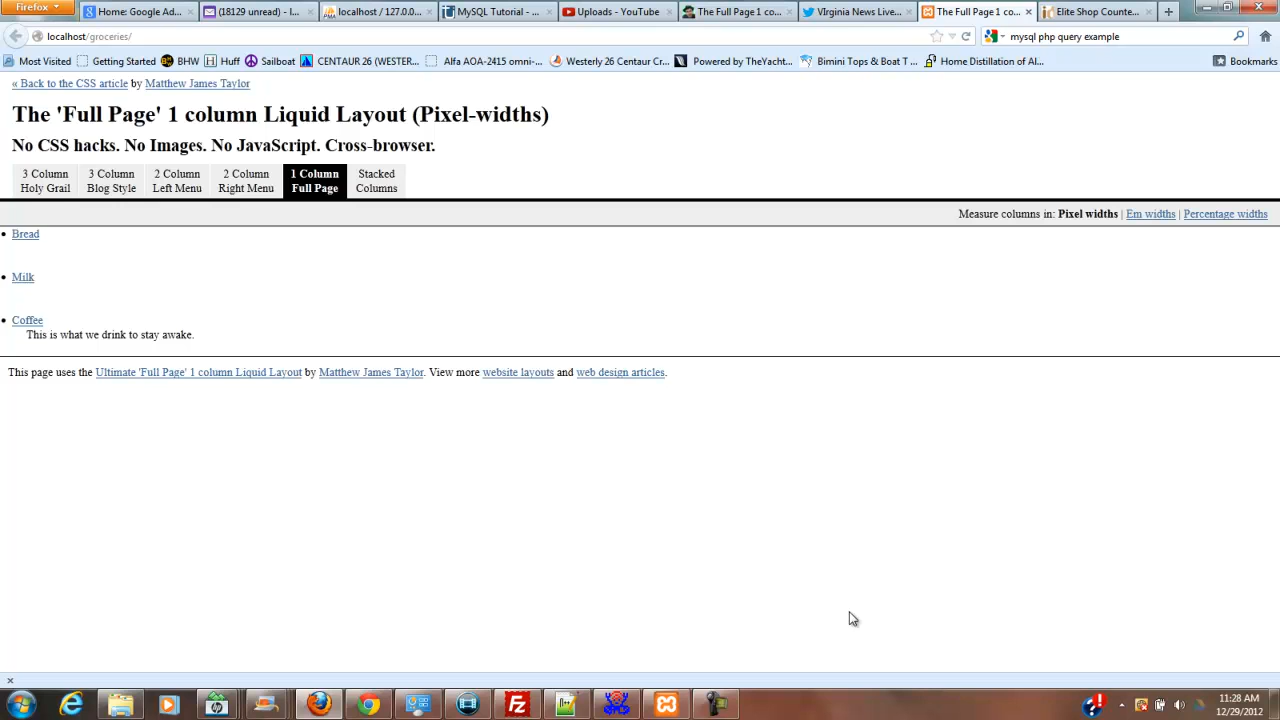 Firefox
Home: Google Ad...
(18129 unread) - l...
localhost / 127.0.0...
MySQL Tutorial - ...
Uploads - YouTube
The Full Page 1 co...
VIrginia News Live...
The Full Page 1 co...
Elite Shop Counte...
localhost/groceries/
mysql php query example
Most Visited
Getting Started
BHW
Huff
Sailboat
CENTAUR 26 (WESTER...
Alfa AOA-2415 omni-...
Westerly 26 Centaur Cr...
Powered by TheYacht...
Bimini Tops & Boat T ...
Home Distillation of Al...
Bookmarks
« Back to the CSS article by Matthew James Taylor
The 'Full Page' 1 column Liquid Layout (Pixel-widths)
No CSS hacks. No Images. No JavaScript. Cross-browser.
3 Column
Holy Grail
3 Column
Blog Style
2 Column
Left Menu
2 Column
Right Menu
1 Column
Full Page
Stacked
Columns
Measure columns in: Pixel widths | Em widths | Percentage widths
• Bread
• Milk
• Coffee
This is what we drink to stay awake.
This page uses the Ultimate 'Full Page' 1 column Liquid Layout by Matthew James Taylor. View more website layouts and web design articles.
11:28 AM
12/29/2012